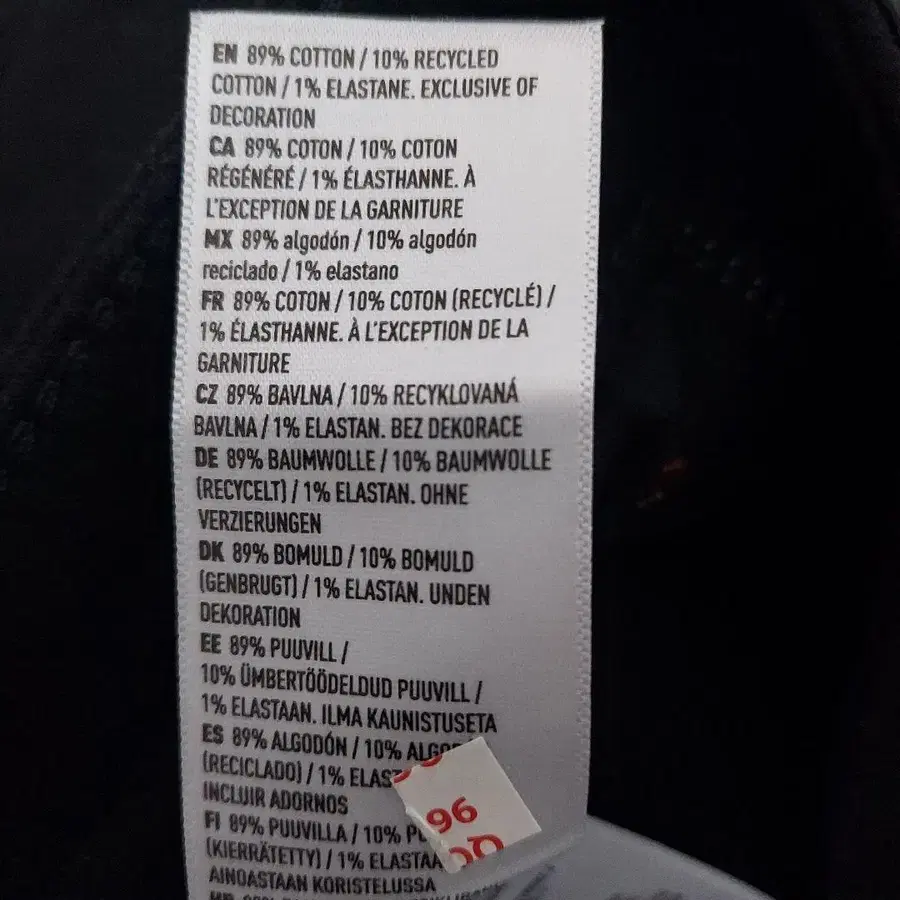 EN 89% COTTON / 10% RECYCLED
COTTON / 1% ELASTANE. EXCLUSIVE OF
DECORATION
CA 89% COTON / 10% COTON
RÉGÉNÉRÉ / 1% ÉLASTHANNE. À
L'EXCEPTION DE LA GARNITURE
MX 89% algodón / 10% algodón
reciclado / 1% elastano
FR 89% COTON / 10% COTON (RECYCLÉ) /
1% ÉLASTHANNE. À L'EXCEPTION DE LA
GARNITURE
CZ 89% BAVLNA / 10% RECYKLOVANÁ
BAVLNA / 1% ELASTAN. BEZ DEKORACE
DE 89% BAUMWOLLE / 10% BAUMWOLLE
(RECYCELT) / 1% ELASTAN. OHNE
VERZIERUNGEN
DK 89% BOMULD / 10% BOMULD
(GENBRUGT) / 1% ELASTAN. UNDEN
DEKORATION
EE 89% PUUVILL /
10% ÜMBERTÖÖDELDUD PUUVILL /
1% ELASTAAN. ILMA KAUNISTUSETA
ES 89% ALGODÓN / 10%
(RECICLADO) / 1%
INCLUIR ADORNOS
FI 89% PUUVILLA / 10%
(KIERRÄTETTY) / 1%
AINOASTAAN KORISTELUSSA
96